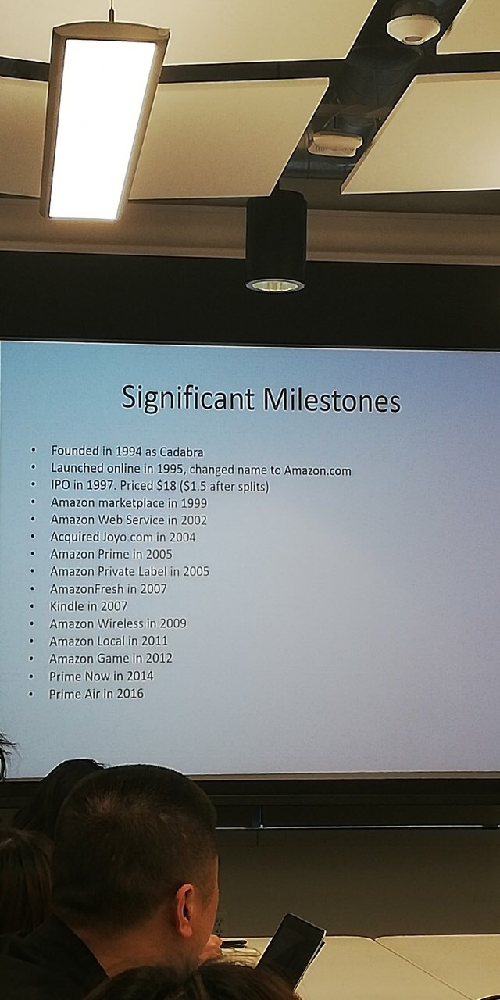 Significant Milestones
• Founded in 1994 as Cadabra
• Launched online in 1995, changed name to Amazon.com
• IPO in 1997. Priced $18 ($1.5 after splits)
• Amazon marketplace in 1999
• Amazon Web Service in 2002
• Acquired Joyo.com in 2004
• Amazon Prime in 2005
• Amazon Private Label in 2005
• AmazonFresh in 2007
• Kindle in 2007
• Amazon Wireless in 2009
• Amazon Local in 2011
• Amazon Game in 2012
• Prime Now in 2014
• Prime Air in 2016